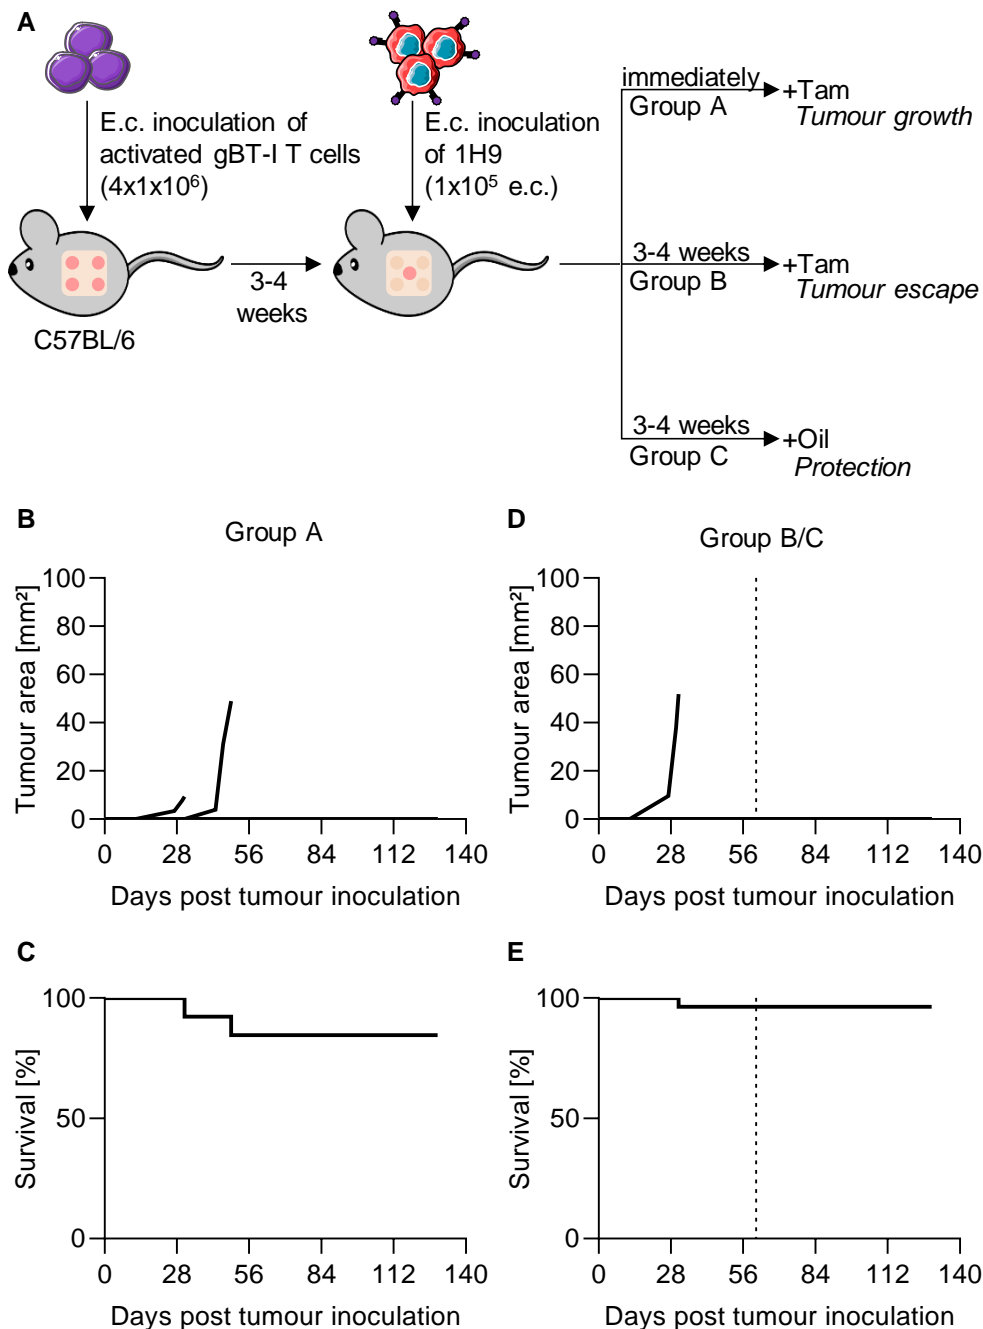 A
E.c. inoculation of
activated gBT-I T cells
(4x1x10⁶)
E.c. inoculation
of 1H9
(1x10⁵ e.c.)
C57BL/6
3-4
weeks
immediately
Group A
+Tam
Tumour growth
3-4 weeks
Group B
+Tam
Tumour escape
3-4 weeks
Group C
+Oil
Protection
B
Group A
Tumour area [mm²]
100
80
60
40
20
0
0 28 56 84 112 140
Days post tumour inoculation
D
Group B/C
Tumour area [mm²]
100
80
60
40
20
0
0 28 56 84 112 140
Days post tumour inoculation
C
Survival [%]
100
50
0
0 28 56 84 112 140
Days post tumour inoculation
E
Survival [%]
100
50
0
0 28 56 84 112 140
Days post tumour inoculation